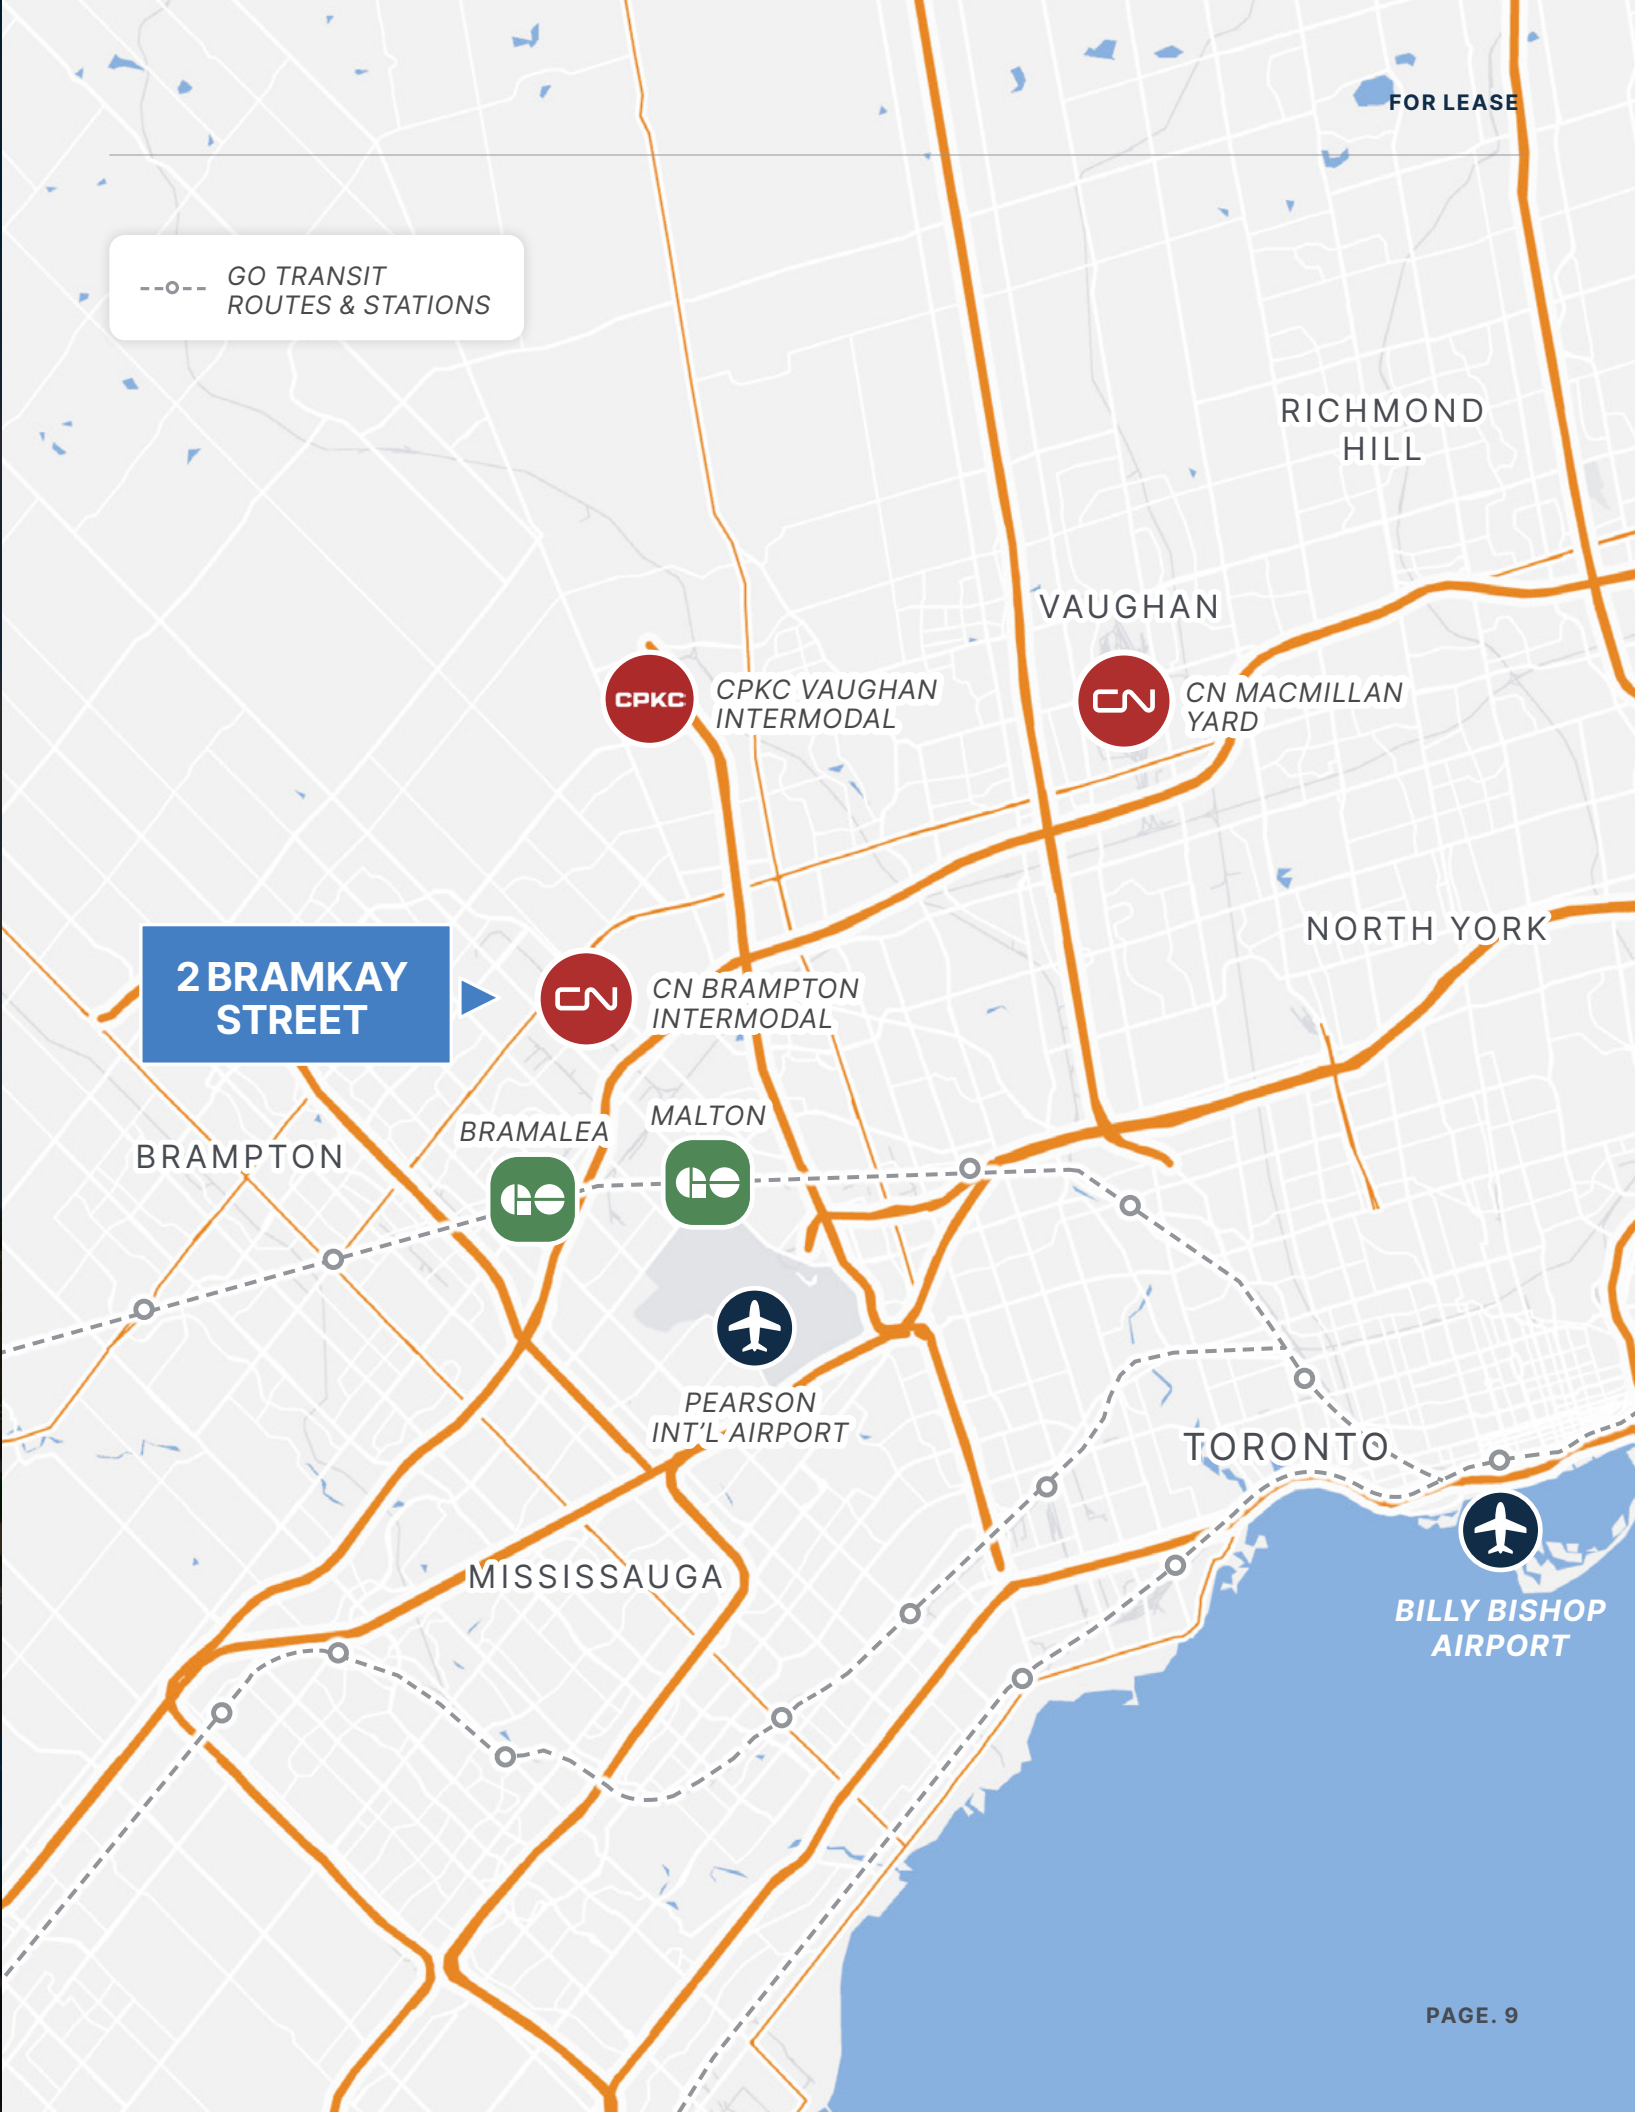 FOR LEASE
GO TRANSIT
ROUTES & STATIONS
RICHMOND
HILL
VAUGHAN
CPKC
CPKC VAUGHAN
INTERMODAL
CN
CN MACMILLAN
YARD
NORTH YORK
2 BRAMKAY
STREET
CN
CN BRAMPTON
INTERMODAL
BRAMALEA
MALTON
BRAMPTON
GO
GO
PEARSON
INT'L AIRPORT
TORONTO
MISSISSAUGA
BILLY BISHOP
AIRPORT
PAGE. 9